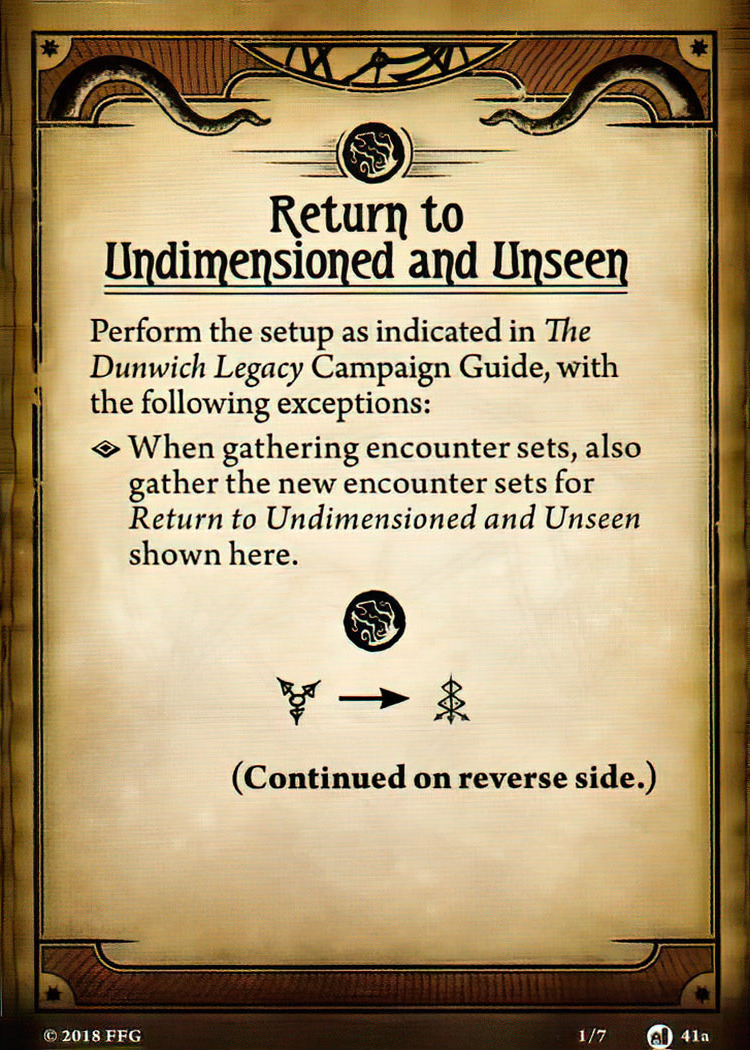 Return to
Undimensioned and Unseen
Perform the setup as indicated in The
Dunwich Legacy Campaign Guide, with
the following exceptions:
When gathering encounter sets, also
gather the new encounter sets for
Return to Undimensioned and Unseen
shown here.
(Continued on reverse side.)
© 2018 FFG
1/7
41a